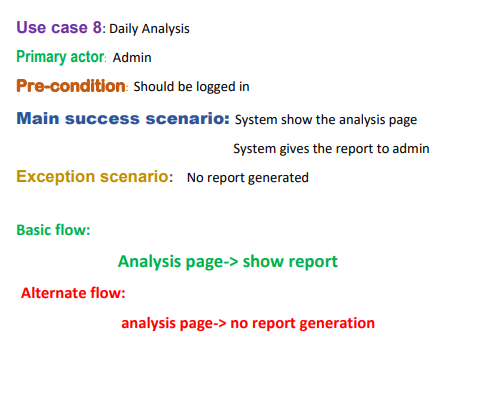 Use case 8: Daily Analysis
Primary actor: Admin
Pre-condition: Should be logged in
Main success scenario: System show the analysis page
System gives the report to admin
Exception scenario: No report generated
Basic flow:
Analysis page-> show report
Alternate flow:
analysis page-> no report generation